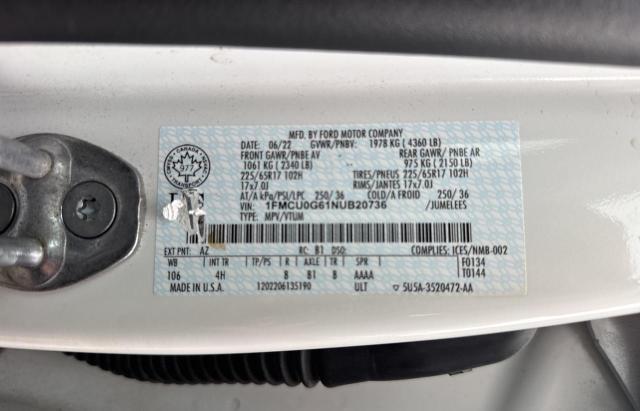 MFD. BY FORD MOTOR COMPANY
DATE: 06/22 GVWR/PNBV: 1978 KG ( 4360 LB)
FRONT GAWR/PNBE AV REAR GAWR / PNBE AR
1061 KG ( 2340 LB) 975 KG ( 2150 LB)
225/65R17 102H TIRES/PNEUS 225/65R17 102H
17x7.0J RIMS/JANTES 17x7.0J
AT/A kPa/PSI/LPC 250/ 36 COLD/A FROID 250/ 36
VIN: 1FMCU0G61NUB20736 /JUMELEES
TYPE: MPV/VTUM
CANADA
TRANSPORT
977
EXT PNT: AZ RC: B1 DSO: COMPLIES: ICES/NMB-002
WB INT TR TP/PS R AXLE TR SPR F0134
106 4H 8 B1 B AAAA T0144
MADE IN U.S.A. 1202206135190 ULT 5U5A-3520472-AA